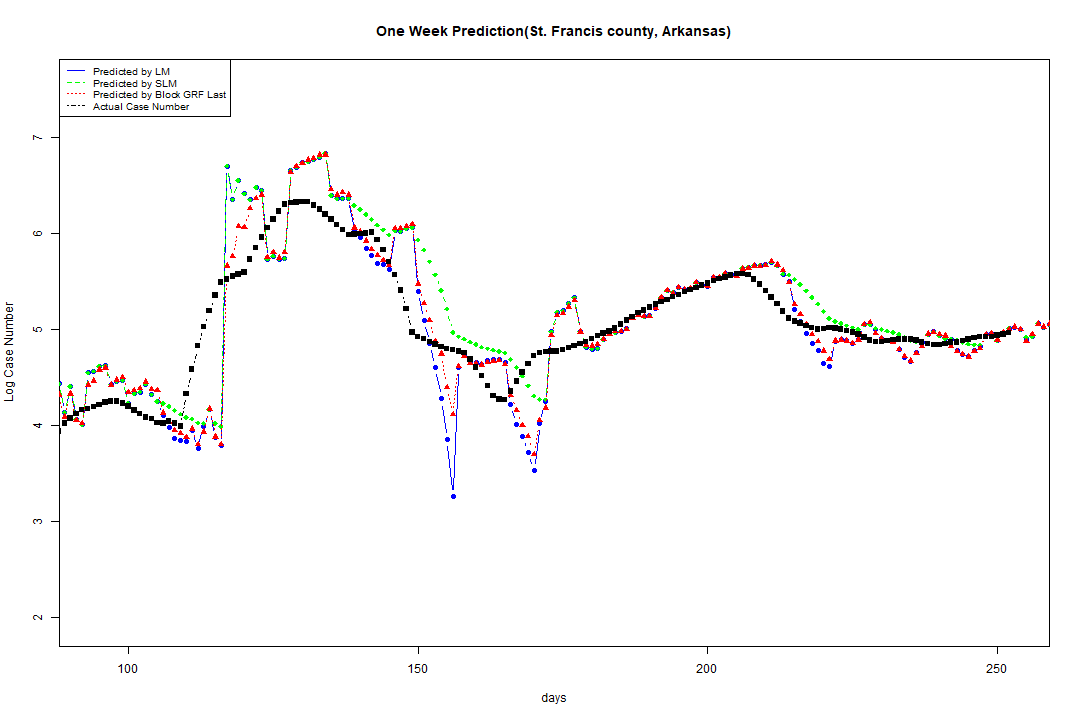 One Week Prediction(St. Francis county, Arkansas)
Predicted by LM
Predicted by SLM
Predicted by Block GRF Last
Actual Case Number
7
6
5
4
3
2
Log Case Number
100 150 200 250
days